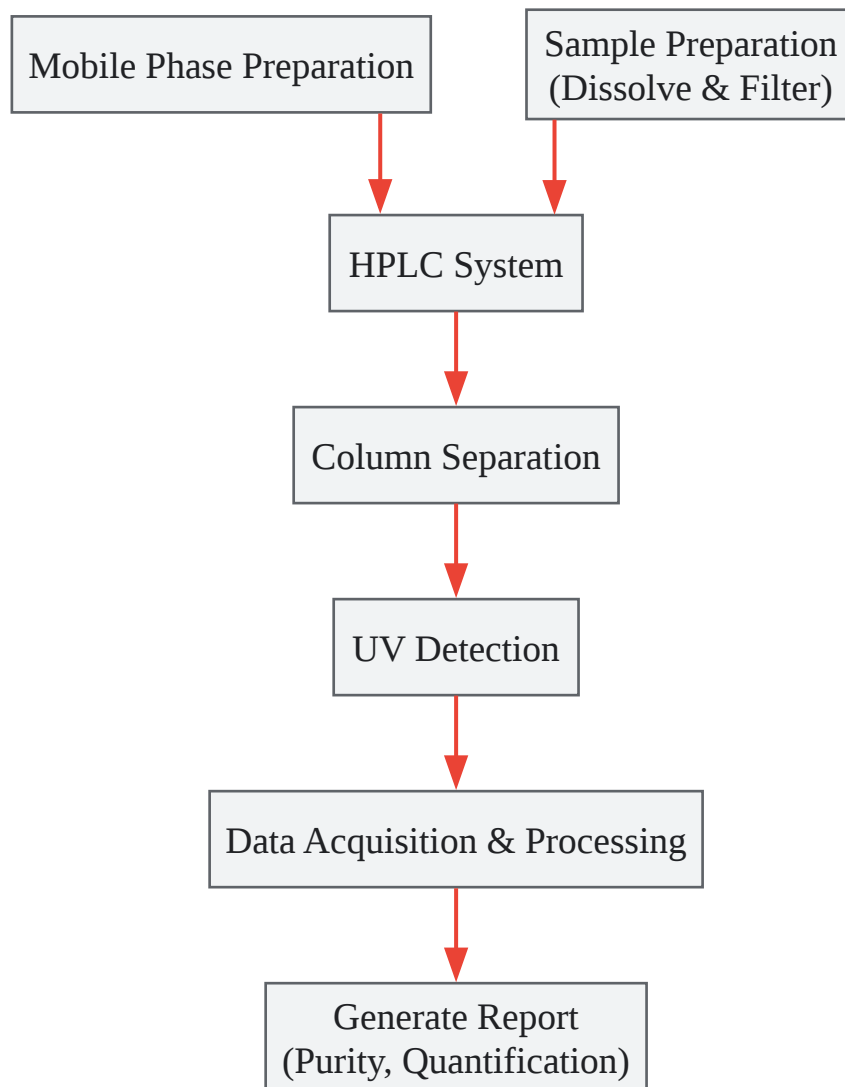 Mobile Phase Preparation
Sample Preparation
(Dissolve & Filter)
HPLC System
Column Separation
UV Detection
Data Acquisition & Processing
Generate Report
(Purity, Quantification)